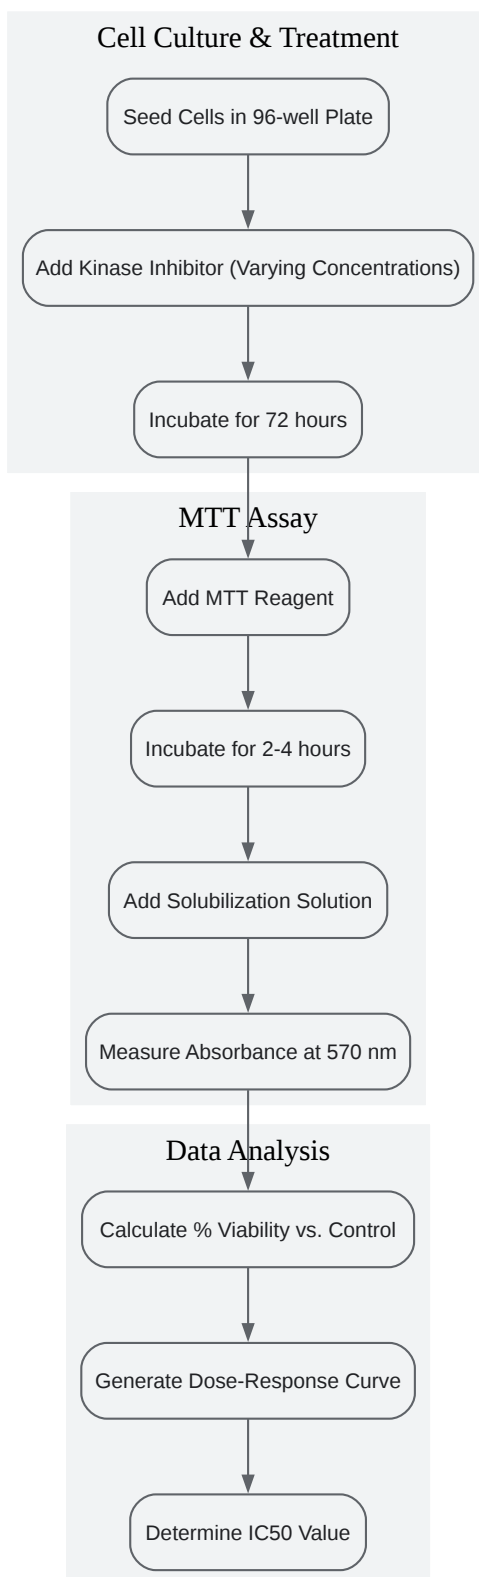 Cell Culture & Treatment
Seed Cells in 96-well Plate
Add Kinase Inhibitor (Varying Concentrations)
Incubate for 72 hours
MTT Assay
Add MTT Reagent
Incubate for 2-4 hours
Add Solubilization Solution
Measure Absorbance at 570 nm
Data Analysis
Calculate % Viability vs. Control
Generate Dose-Response Curve
Determine IC50 Value